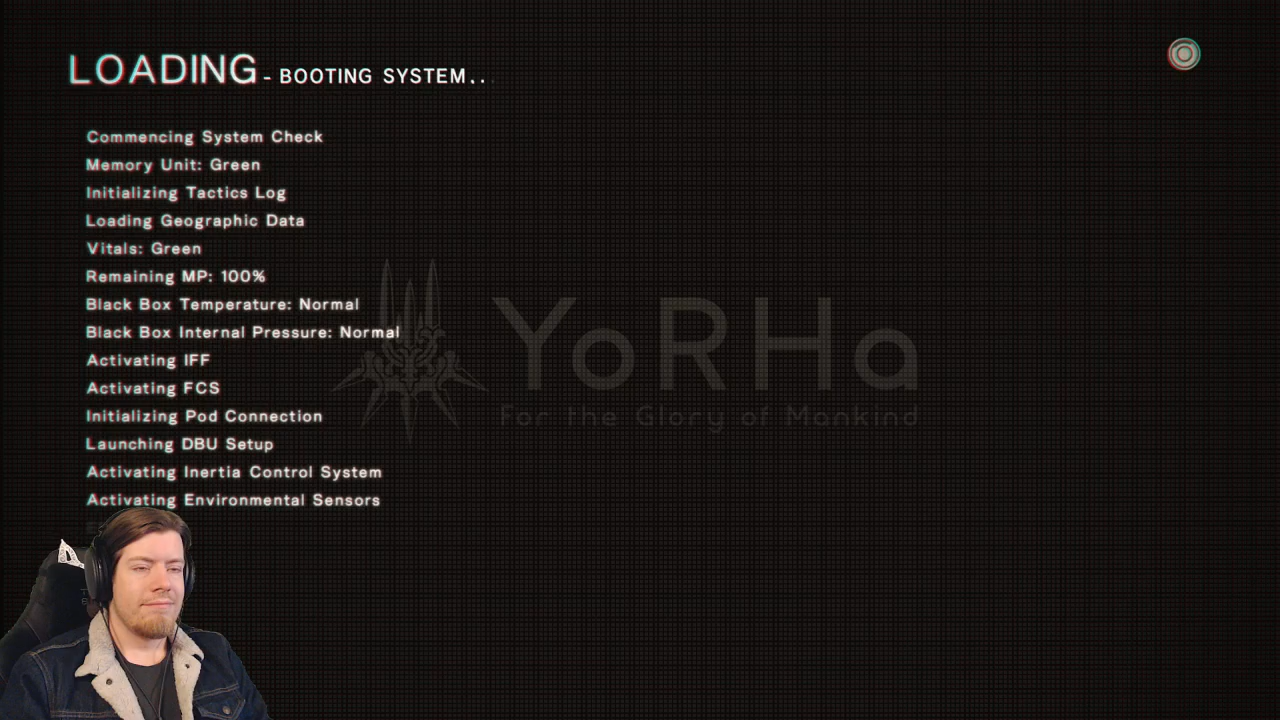 LOADING - BOOTING SYSTEM...
Commencing System Check
Memory Unit: Green
Initializing Tactics Log
Loading Geographic Data
Vitals: Green
Remaining MP: 100%
Black Box Temperature: Normal
Black Box Internal Pressure: Normal
Activating IFF
Activating FCS
Initializing Pod Connection
Launching DBU Setup
Activating Inertia Control System
Activating Environmental Sensors
YoRHa
For the Glory of Mankind